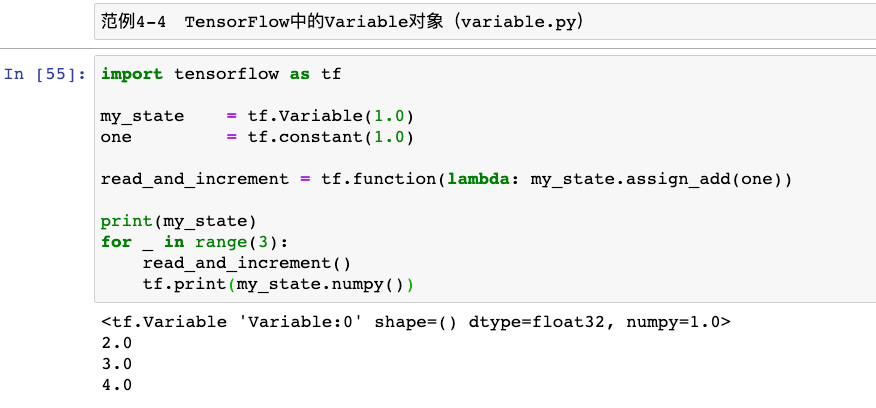 范例4-4  TensorFlow中的Variable对象（variable.py）
In [55]: import tensorflow as tf
my_state    = tf.Variable(1.0)
one         = tf.constant(1.0)
read_and_increment = tf.function(lambda: my_state.assign_add(one))
print(my_state)
for _ in range(3):
    read_and_increment()
    tf.print(my_state.numpy())
<tf.Variable 'Variable:0' shape=() dtype=float32, numpy=1.0>
2.0
3.0
4.0